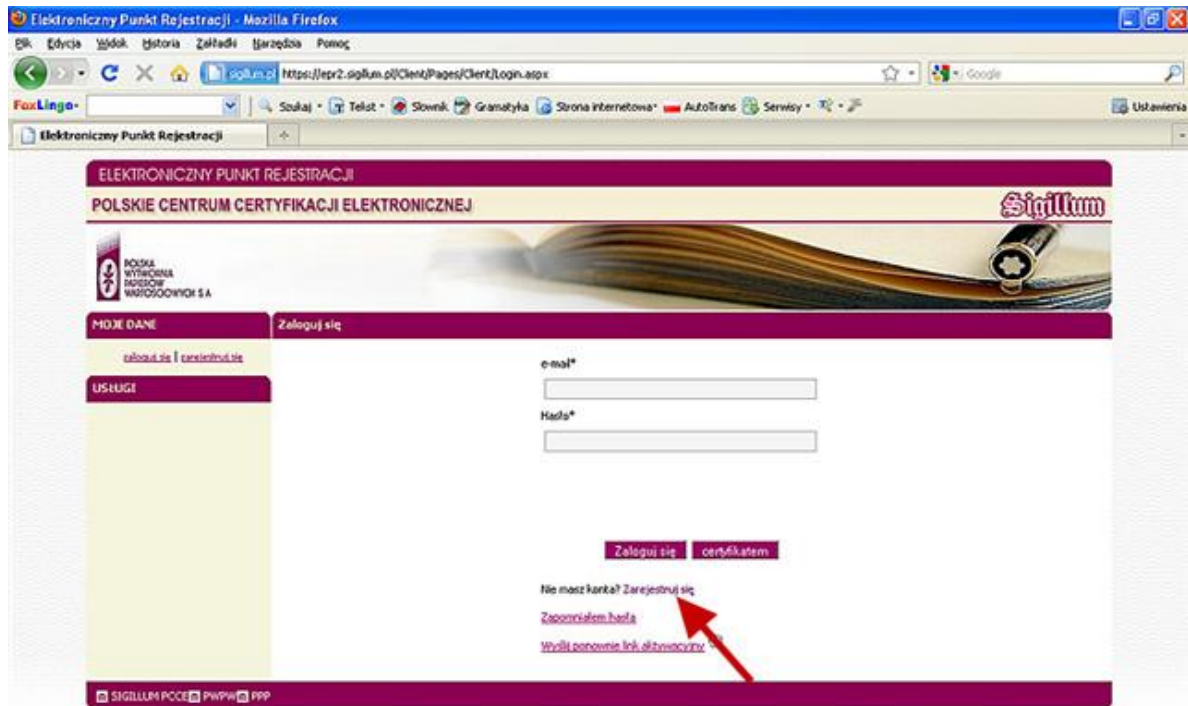 Elektroniczny Punkt Rejestracji - Mozilla Firefox
Plik Edycja Widok Historia Zakładki Narzędzia Pomoc
sigillum.pl https://epr2.sigillum.pl/Client/Pages/Client/Login.aspx Google
FoxLingo- Szukaj Tekst Słownik Gramatyka Strona internetowa AutoTrans Serwisy Ustawienia
Elektroniczny Punkt Rejestracji
ELEKTRONICZNY PUNKT REJESTRACJI
POLSKIE CENTRUM CERTYFIKACJI ELEKTRONICZNEJ Sigillum
POLSKA
WYTWÓRNIA
PAPIERÓW
WARTOŚCIOWYCH S.A.
MOJE DANE Zaloguj się
zaloguj się | zarejestruj się
e-mail*
USŁUGI
Hasło*
Zaloguj się certyfikatem
Nie masz konta? Zarejestruj się
Zapomniałem hasła
Wyślij ponownie link aktywacyjny
SIGILLUM PCCE PWPW PPP